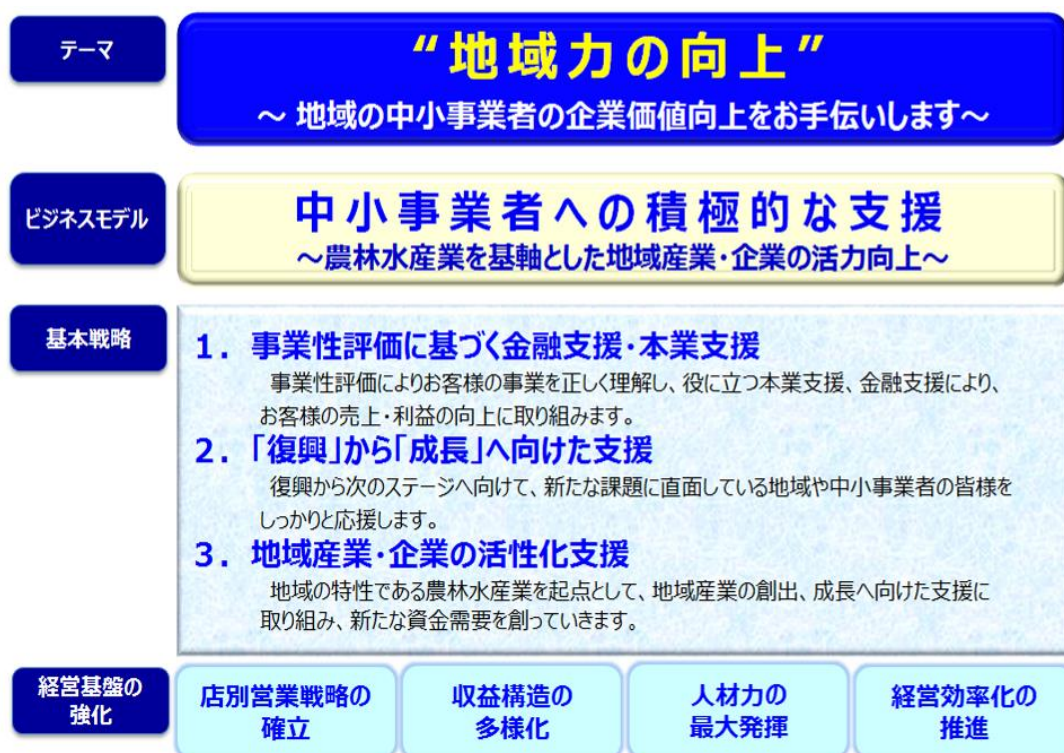 テーマ
“地域力の向上”
～ 地域の中小事業者の企業価値向上をお手伝いします～
ビジネスモデル
中小事業者への積極的な支援
～農林水産業を基軸とした地域産業・企業の活力向上～
基本戦略
１．事業性評価に基づく金融支援・本業支援
事業性評価によりお客様の事業を正しく理解し、役に立つ本業支援、金融支援により、
お客様の売上・利益の向上に取り組みます。
２．「復興」から「成長」へ向けた支援
復興から次のステージへ向けて、新たな課題に直面している地域や中小事業者の皆様を
しっかりと応援します。
３．地域産業・企業の活性化支援
地域の特性である農林水産業を起点として、地域産業の創出、成長へ向けた支援に
取り組み、新たな資金需要を創っていきます。
経営基盤の
強化
店別営業戦略の
確立
収益構造の
多様化
人材力の
最大発揮
経営効率化の
推進